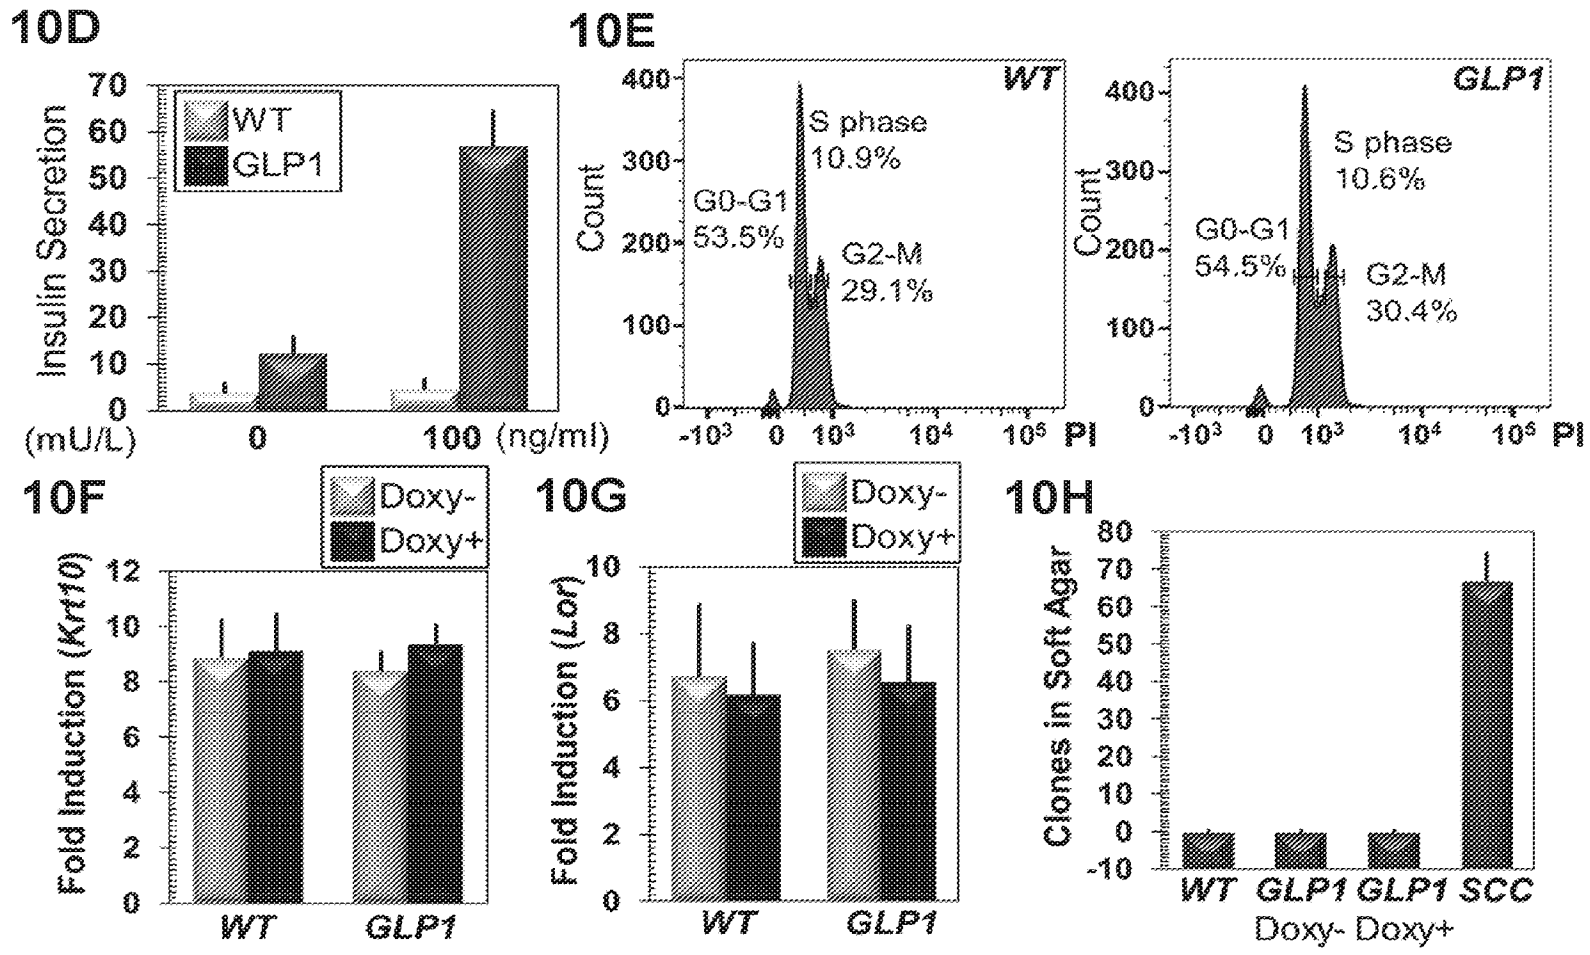 10D
Insulin Secretion
70
60
50
40
30
20
10
0
WT
GLP1
(mU/L)
0
100 (ng/ml)
10E
Count
400
300
200
100
0
WT
S phase
10.9%
G0-G1
53.5%
G2-M
29.1%
-10³ 0 10³ 10⁴ 10⁵ PI
Count
400
300
200
100
0
GLP1
S phase
10.6%
G0-G1
54.5%
G2-M
30.4%
-10³ 0 10³ 10⁴ 10⁵ PI
10F
Doxy-
Doxy+
Fold Induction (Krt10)
12
10
8
6
4
2
0
WT GLP1
10G
Doxy-
Doxy+
Fold Induction (Lor)
10
8
6
4
2
0
WT GLP1
10H
Clones in Soft Agar
80
70
60
50
40
30
20
10
0
-10
WT GLP1 GLP1 SCC
Doxy- Doxy+